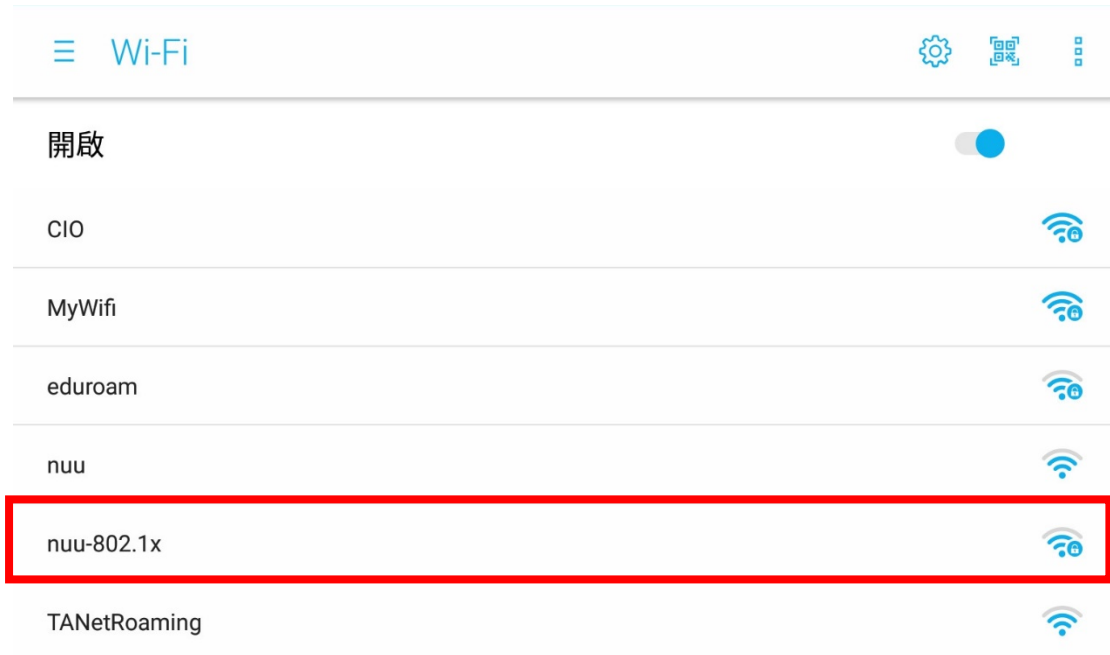 Wi-Fi
開啟
CIO
MyWifi
eduroam
nuu
nuu-802.1x
TANetRoaming